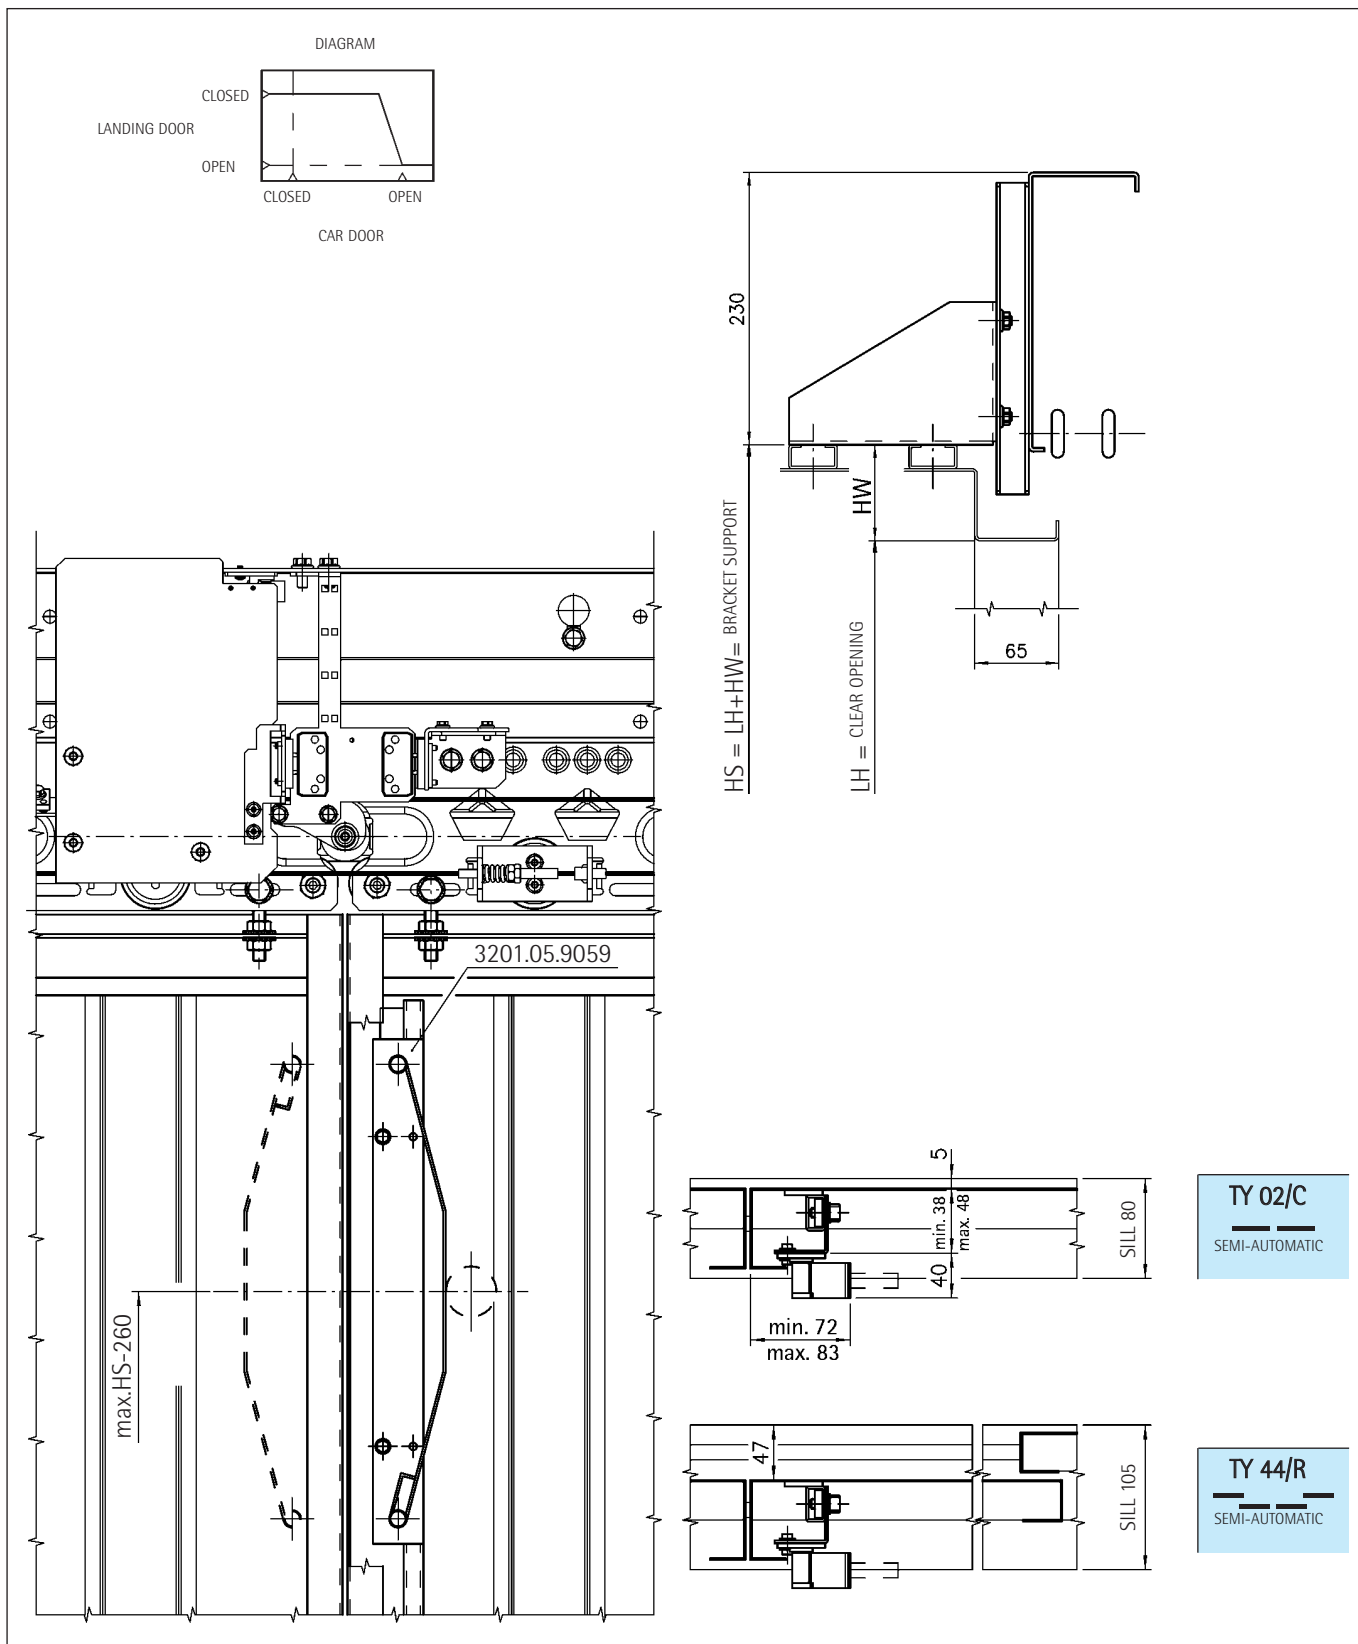 DIAGRAM
CLOSED
LANDING DOOR
OPEN
CLOSED OPEN
CAR DOOR
230
HW
HS = LH+HW= BRACKET SUPPORT
LH = CLEAR OPENING
65
3201.05.9059
max.HS-260
5
min. 38
max. 48
40
SILL 80
min. 72
max. 83
TY 02/C
SEMI-AUTOMATIC
47
SILL 105
TY 44/R
SEMI-AUTOMATIC